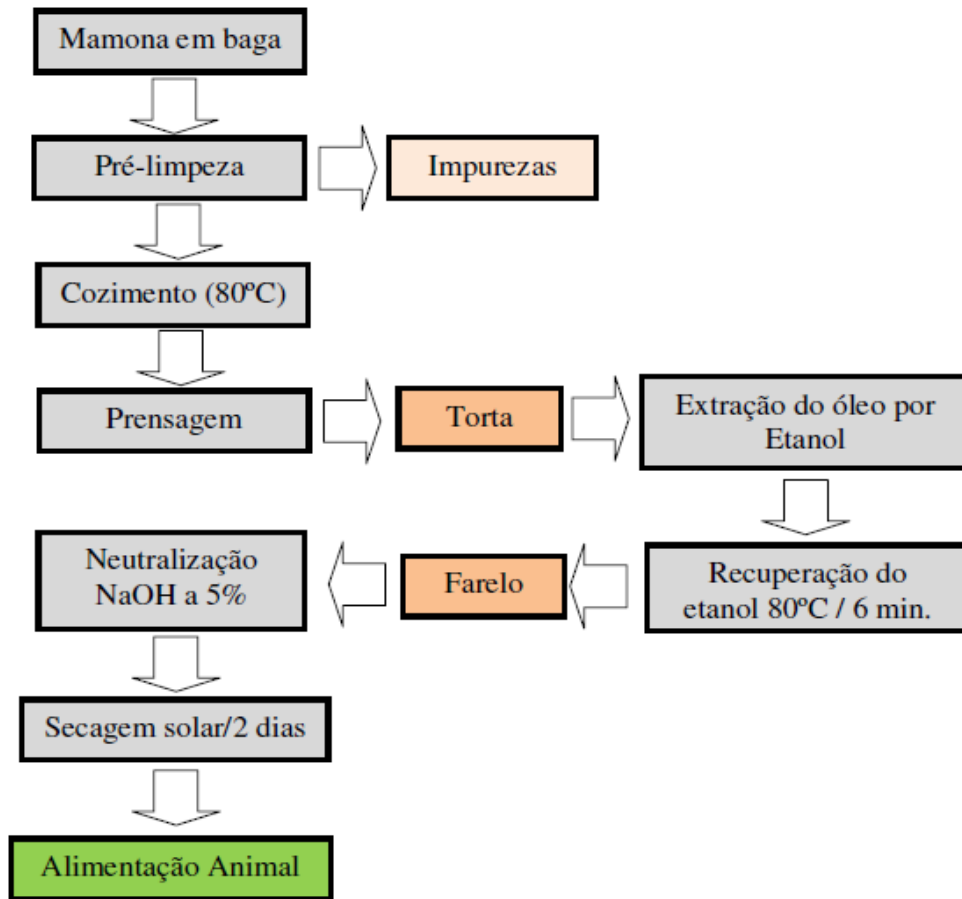 Mamona em baga
Pré-limpeza
Impurezas
Cozimento (80ºC)
Prensagem
Torta
Extração do óleo por
Etanol
Recuperação do
etanol 80ºC / 6 min.
Farelo
Neutralização
NaOH a 5%
Secagem solar/2 dias
Alimentação Animal